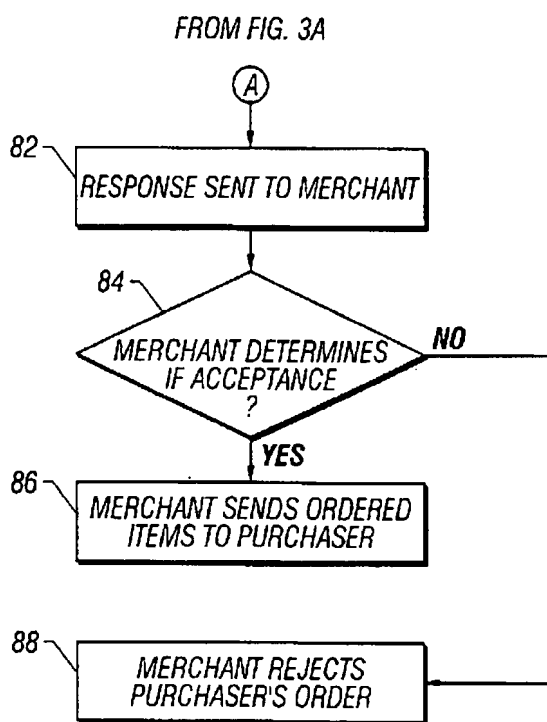 FROM FIG. 3A
A
82
RESPONSE SENT TO MERCHANT
84
MERCHANT DETERMINES
IF ACCEPTANCE
?
NO
YES
86
MERCHANT SENDS ORDERED
ITEMS TO PURCHASER
88
MERCHANT REJECTS
PURCHASER'S ORDER